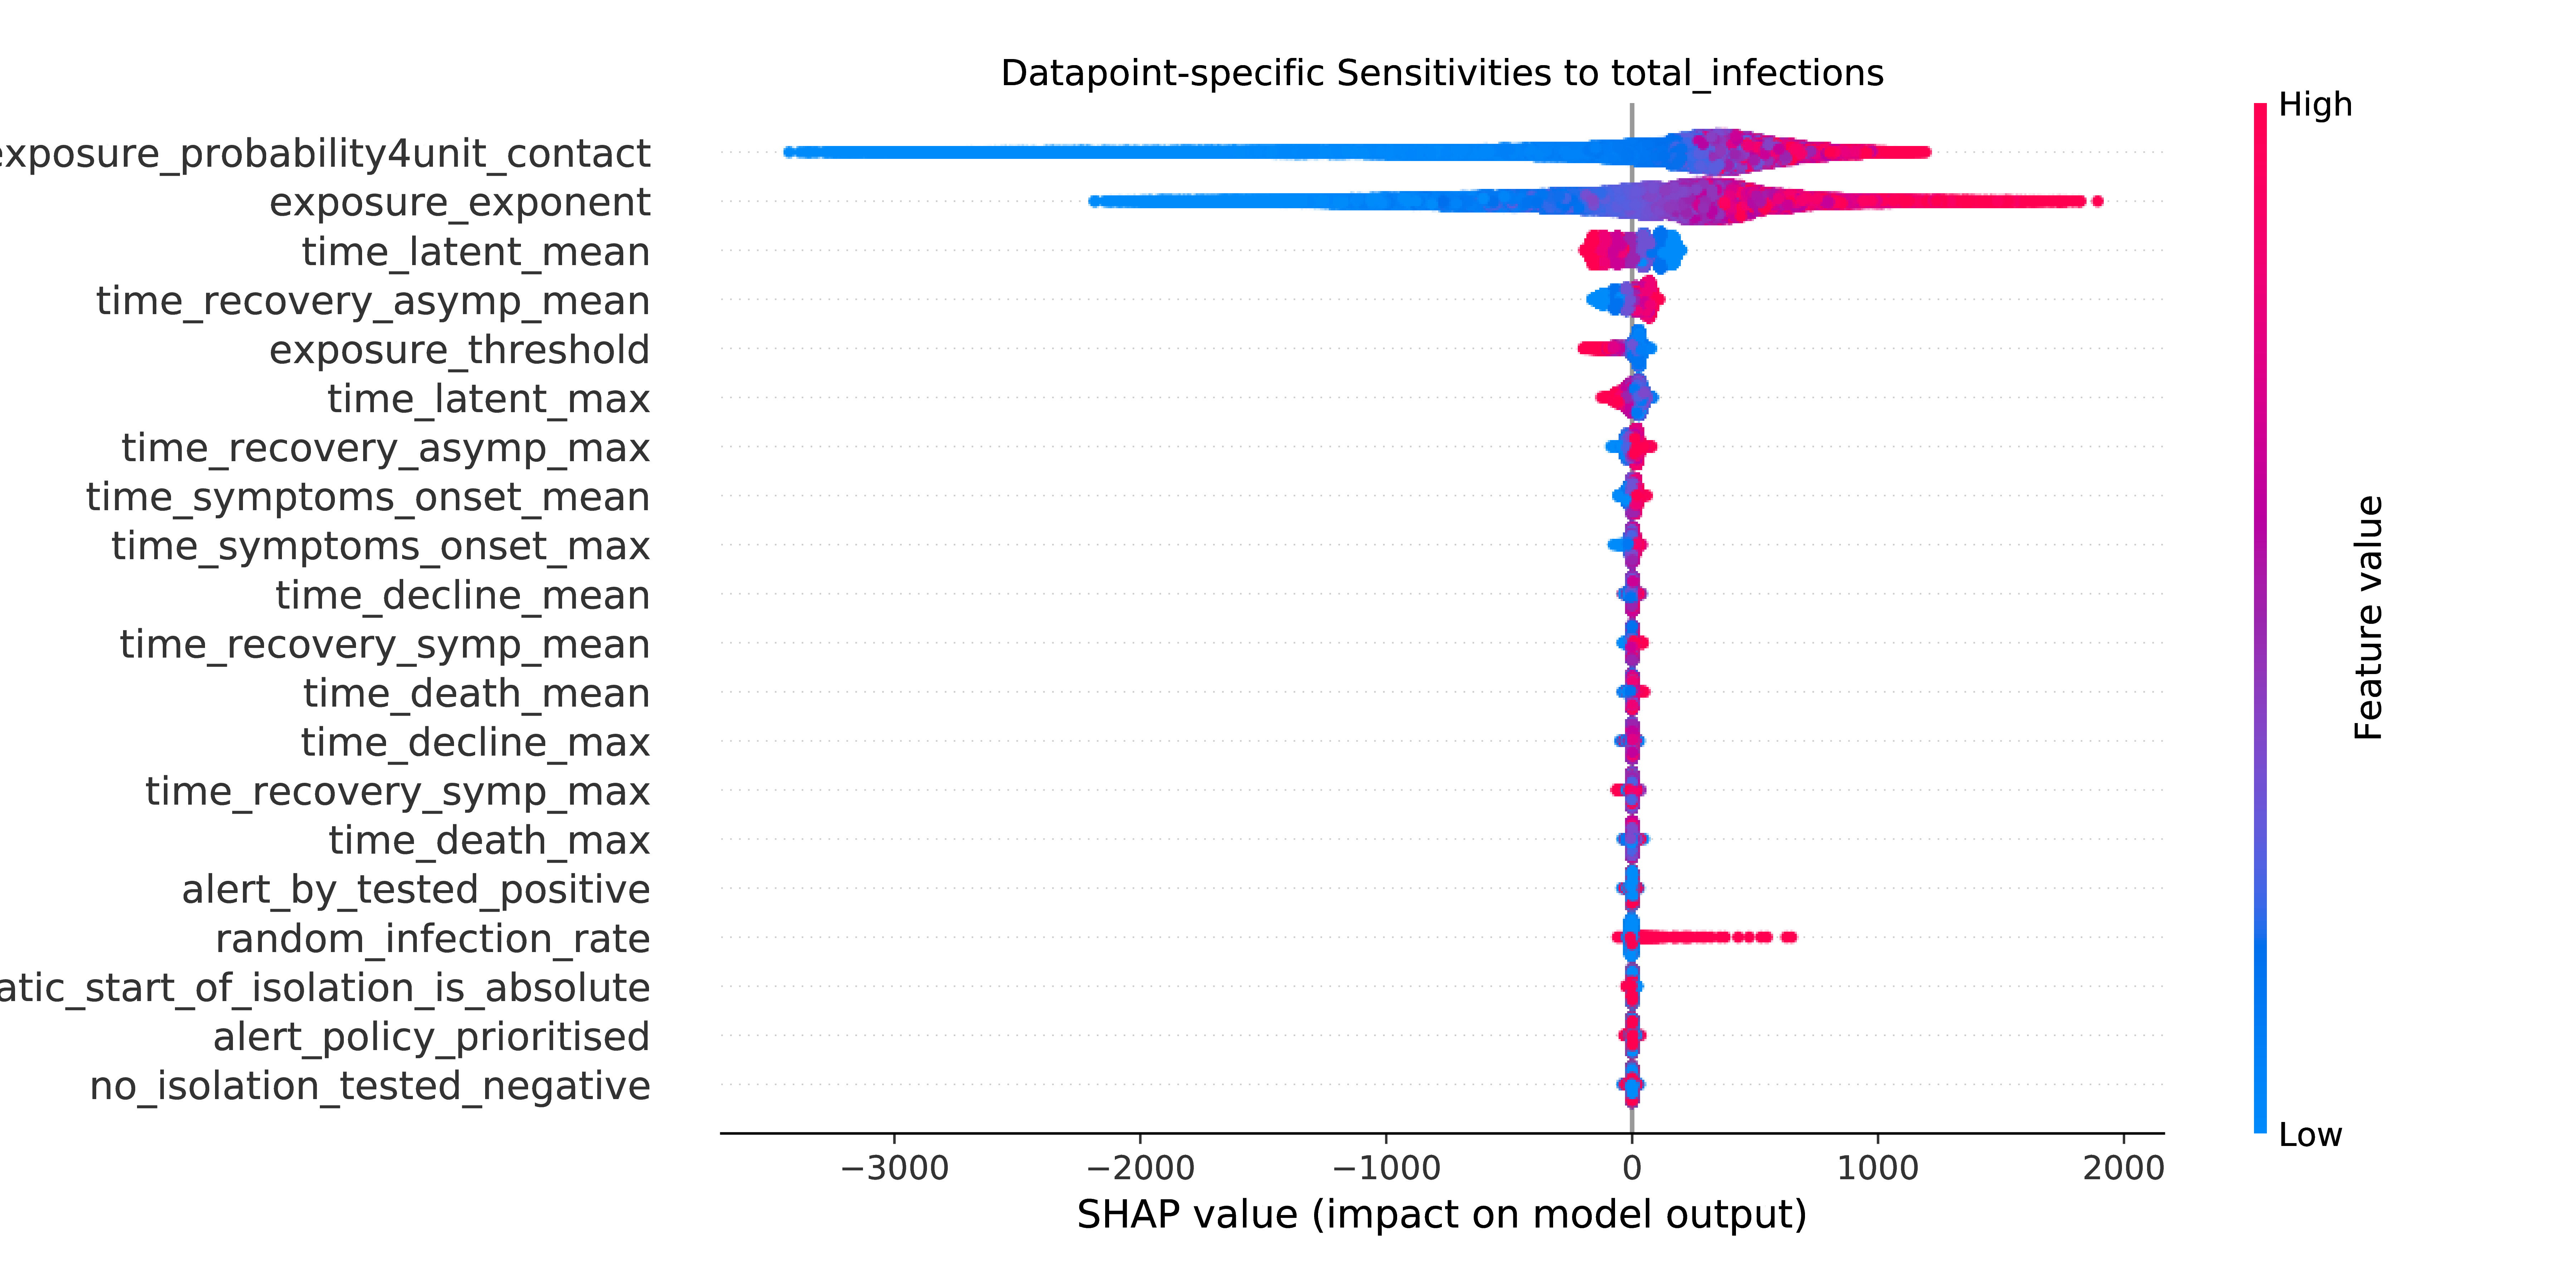 Datapoint-specific Sensitivities to total_infections
High
exposure_probability4unit_contact
exposure_exponent
time_latent_mean
time_recovery_asymp_mean
exposure_threshold
time_latent_max
time_recovery_asymp_max
time_symptoms_onset_mean
time_symptoms_onset_max
time_decline_mean
time_recovery_symp_mean
time_death_mean
time_decline_max
time_recovery_symp_max
time_death_max
alert_by_tested_positive
random_infection_rate
atic_start_of_isolation_is_absolute
alert_policy_prioritised
no_isolation_tested_negative
Feature value
Low
−3000 −2000 −1000 0 1000 2000
SHAP value (impact on model output)